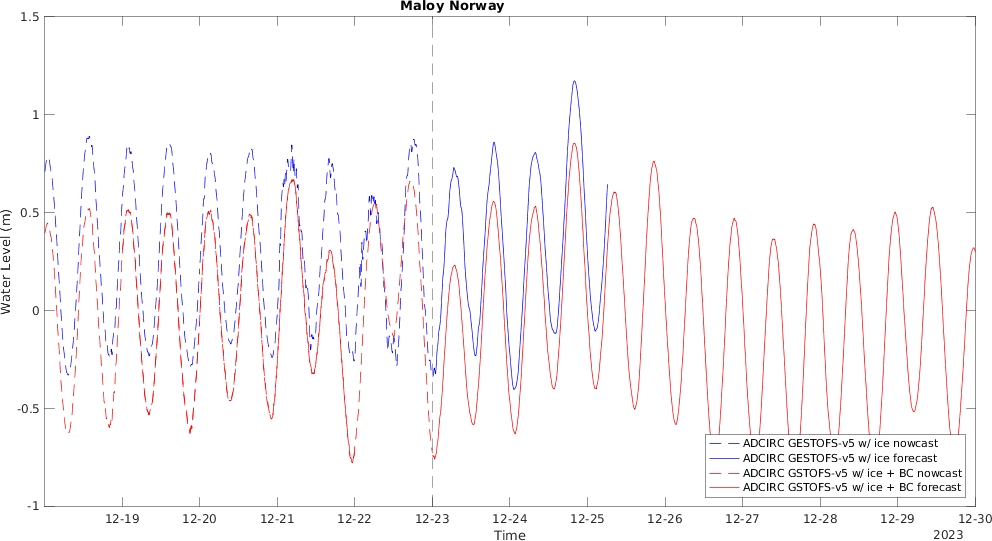 Maloy Norway
1.5
1
0.5
0
-0.5
-1
Water Level (m)
12-19 12-20 12-21 12-22 12-23 12-24 12-25 12-26 12-27 12-28 12-29 12-30
Time
2023
ADCIRC GESTOFS-v5 w/ ice nowcast
ADCIRC GESTOFS-v5 w/ ice forecast
ADCIRC GSTOFS-v5 w/ ice + BC nowcast
ADCIRC GSTOFS-v5 w/ ice + BC forecast